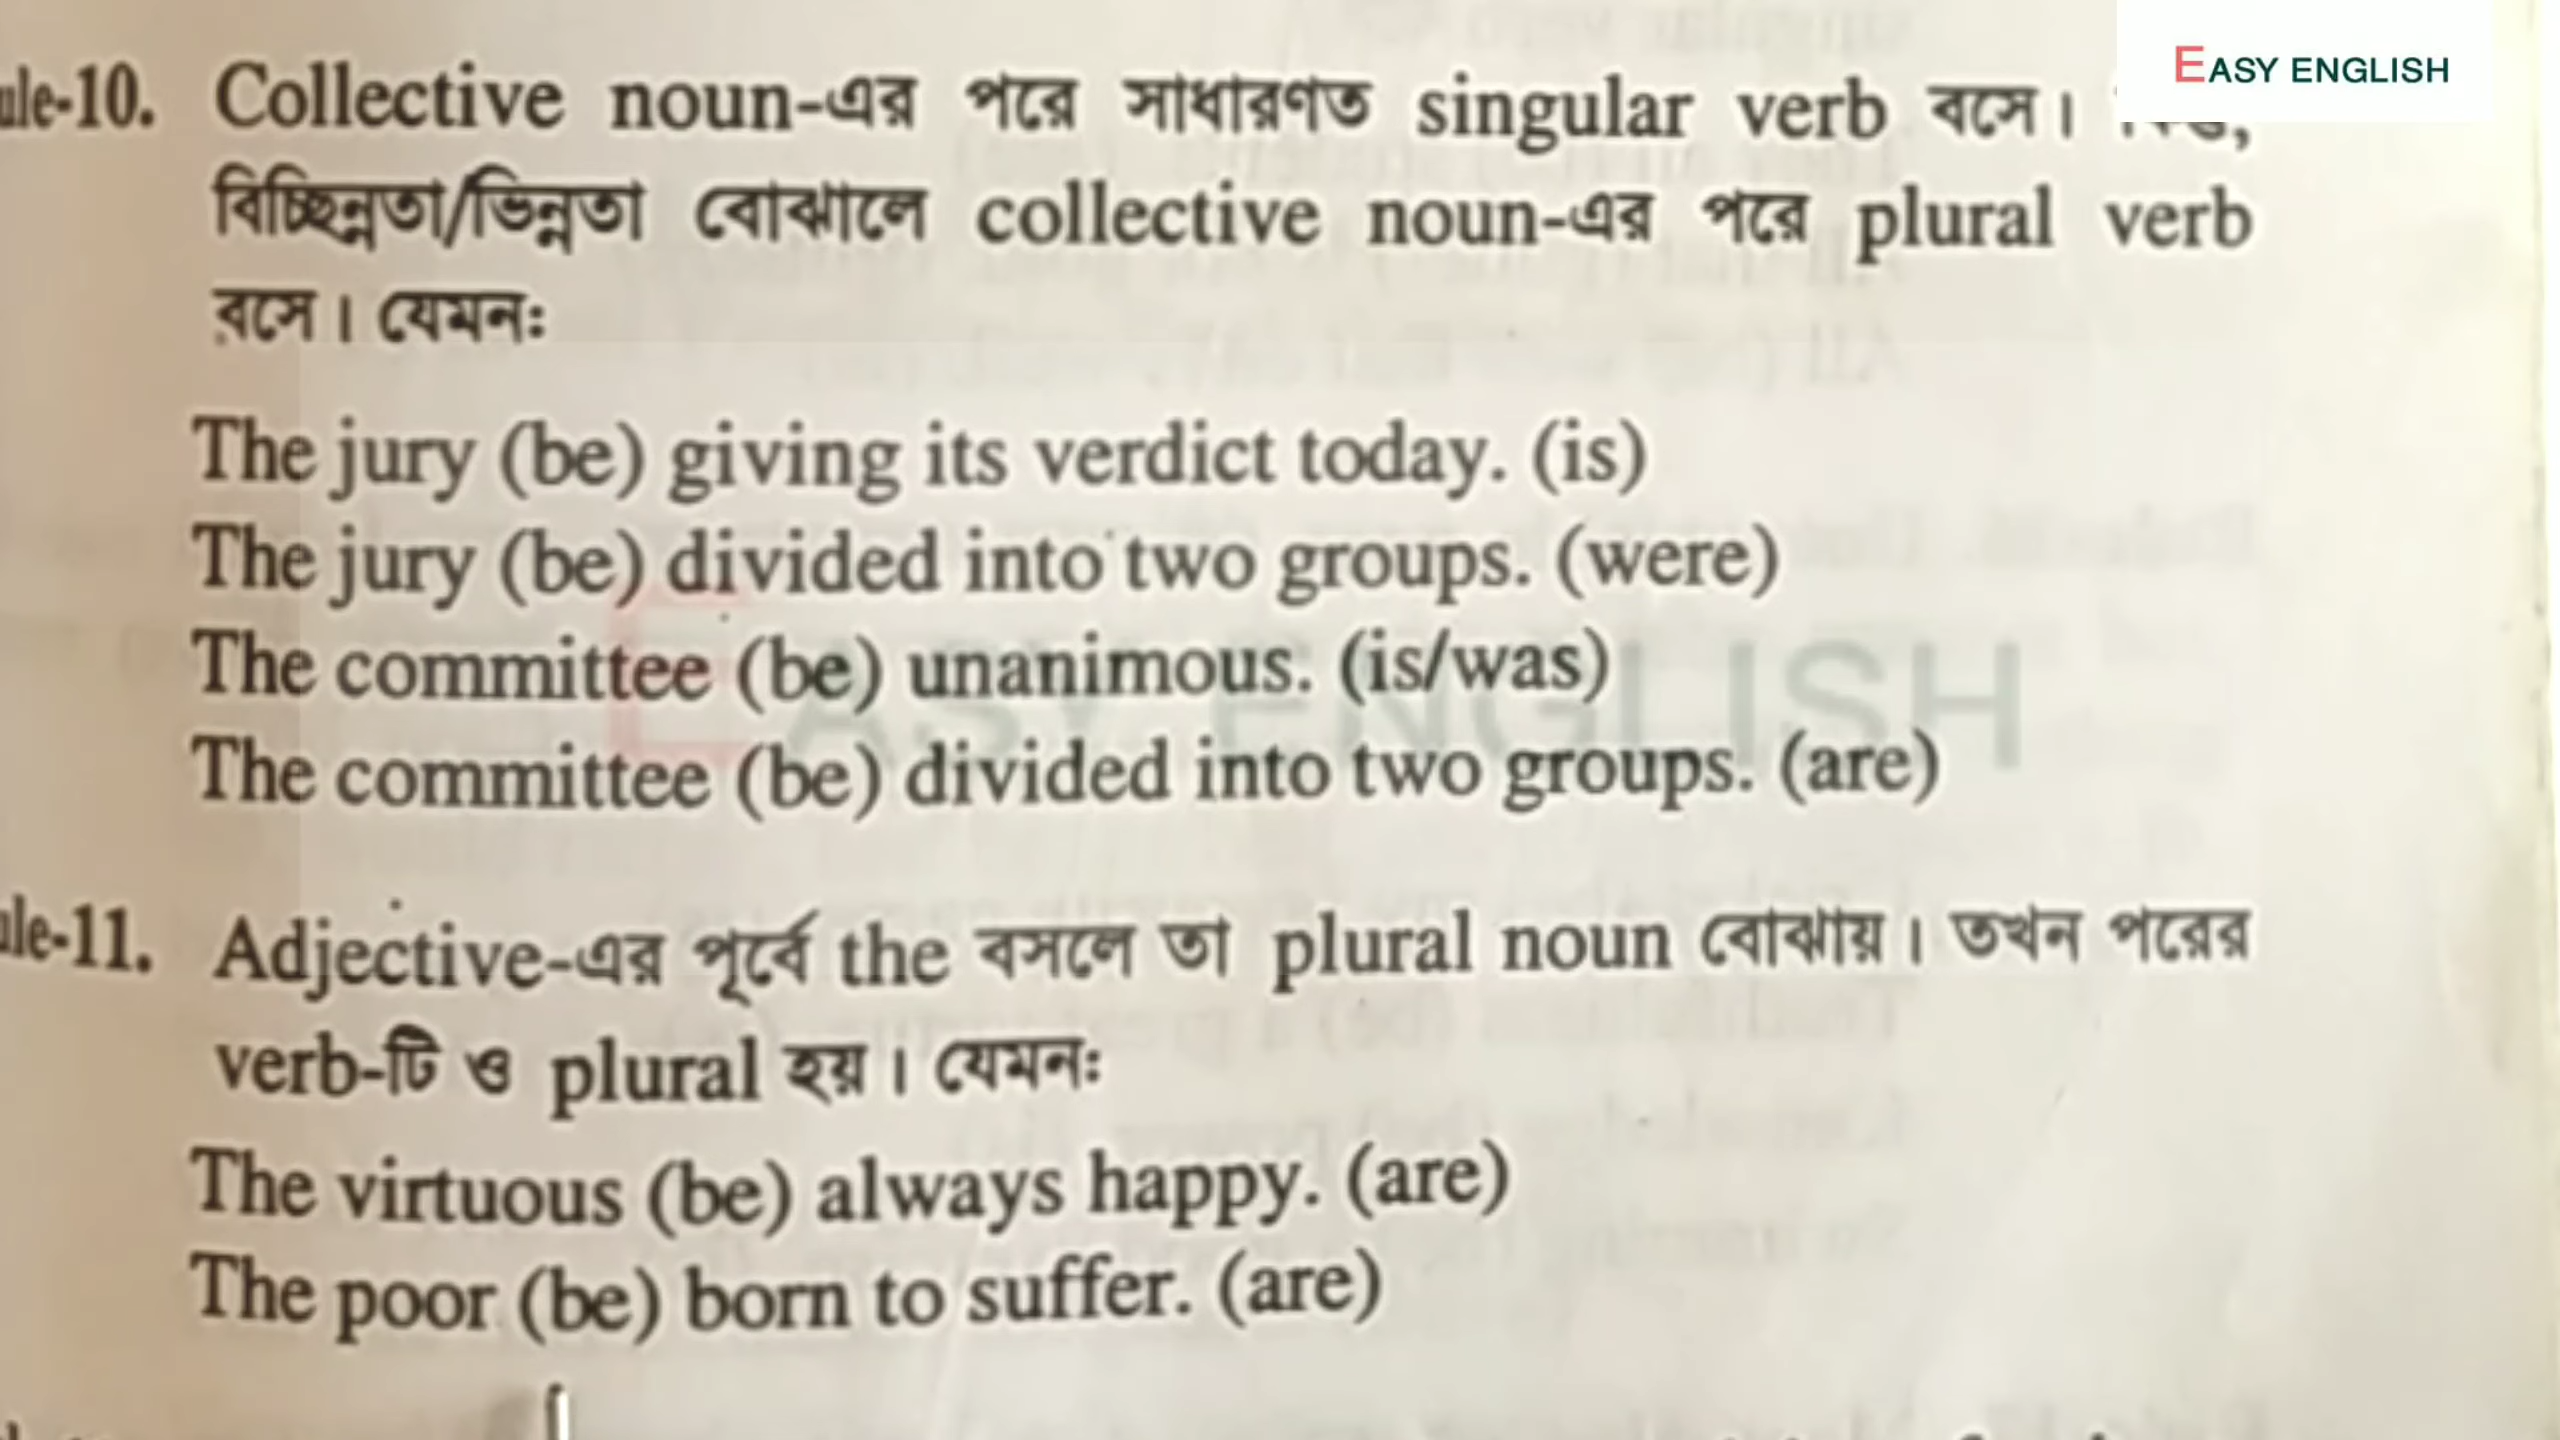 EASY ENGLISH
ule-10. Collective noun-এর পরে সাধারণত singular verb বসে।
বিচ্ছিন্নতা/ভিন্নতা বোঝালে collective noun-এর পরে plural verb
বসে। যেমনঃ
The jury (be) giving its verdict today. (is)
The jury (be) divided into two groups. (were)
The committee (be) unanimous. (is/was)
The committee (be) divided into two groups. (are)
EASY ENGLISH
ule-11. Adjective-এর পূর্বে the বসলে তা plural noun বোঝায়। তখন পরের
verb-টি ও plural হয়। যেমনঃ
The virtuous (be) always happy. (are)
The poor (be) born to suffer. (are)